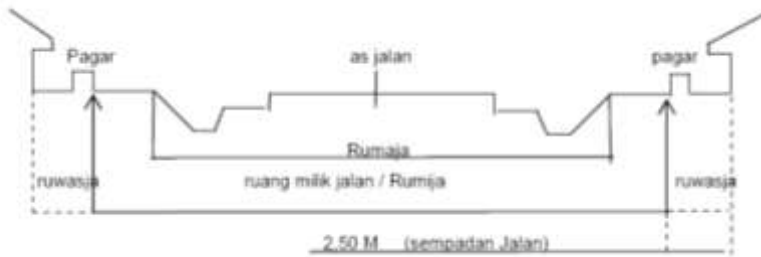 Pagar as jalan pagar
Rumaja
ruwasja ruang milik jalan / Rumija ruwasja
2,50 M (sempadan Jalan)